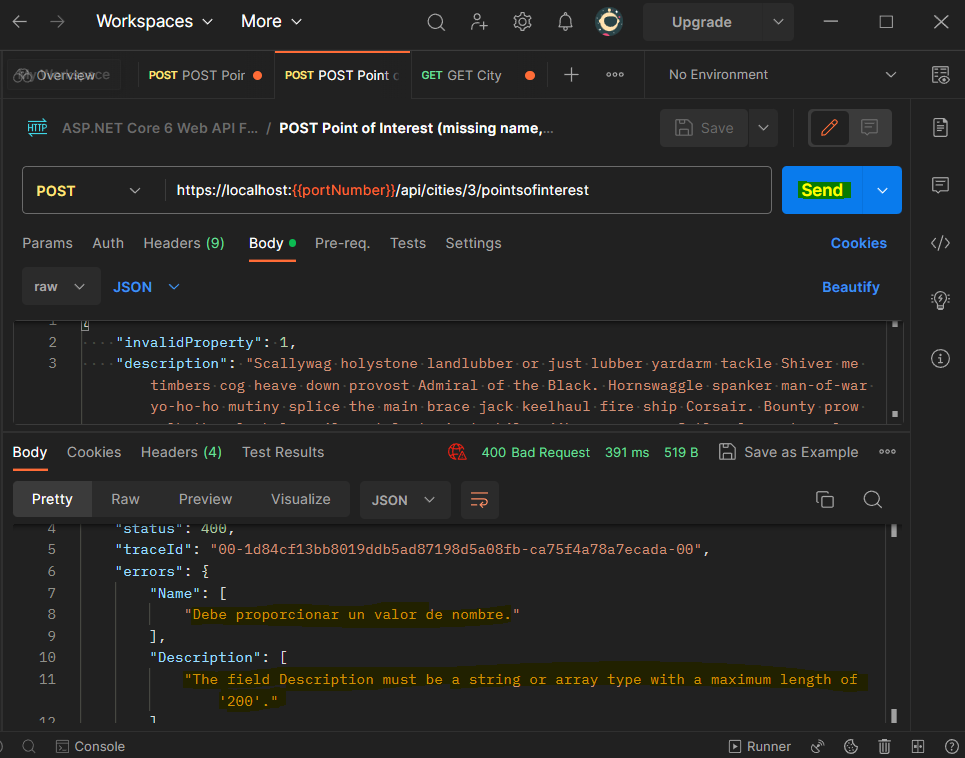 Workspaces More Upgrade
Overview POST POST Poir POST POST Point c GET GET City No Environment
HTTP ASP.NET Core 6 Web API F... / POST Point of Interest (missing name,... Save
POST https://localhost:{{portNumber}}/api/cities/3/pointsofinterest Send
Params Auth Headers (9) Body Pre-req. Tests Settings Cookies
raw JSON Beautify
1 {
2 "invalidProperty": 1,
3 "description": "Scallywag holystone landlubber or just lubber yardarm tackle Shiver me
timbers cog heave down provost Admiral of the Black. Hornswaggle spanker man-of-war
yo-ho-ho mutiny splice the main brace jack keelhaul fire ship Corsair. Bounty prow
Body Cookies Headers (4) Test Results 400 Bad Request 391 ms 519 B Save as Example
Pretty Raw Preview Visualize JSON
4 "status": 400,
5 "traceId": "00-1d84cf13bb8019ddb5ad87198d5a08fb-ca75f4a78a7ecada-00",
6 "errors": {
7 "Name": [
8 "Debe proporcionar un valor de nombre."
9 ],
10 "Description": [
11 "The field Description must be a string or array type with a maximum length of
'200'."
12 ]
Console Runner